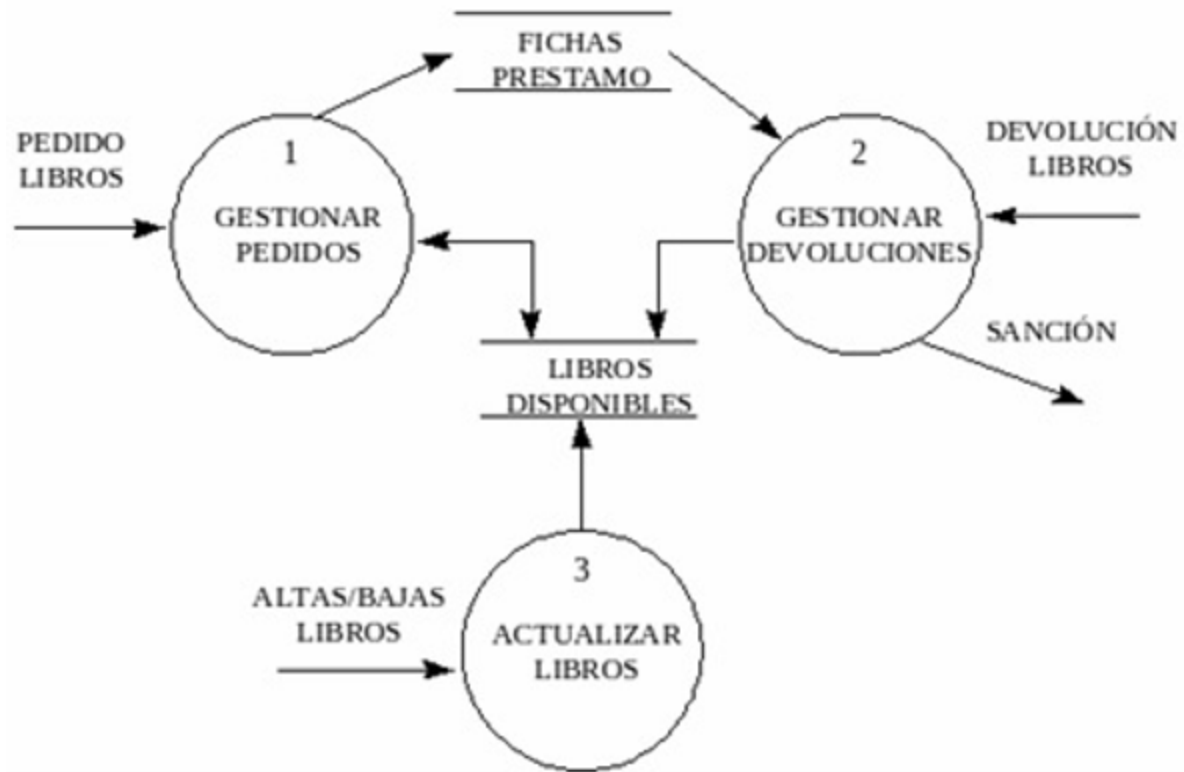 FICHAS
PRESTAMO
PEDIDO
LIBROS
1
GESTIONAR
PEDIDOS
2
GESTIONAR
DEVOLUCIONES
DEVOLUCIÓN
LIBROS
SANCIÓN
LIBROS
DISPONIBLES
ALTAS/BAJAS
LIBROS
3
ACTUALIZAR
LIBROS